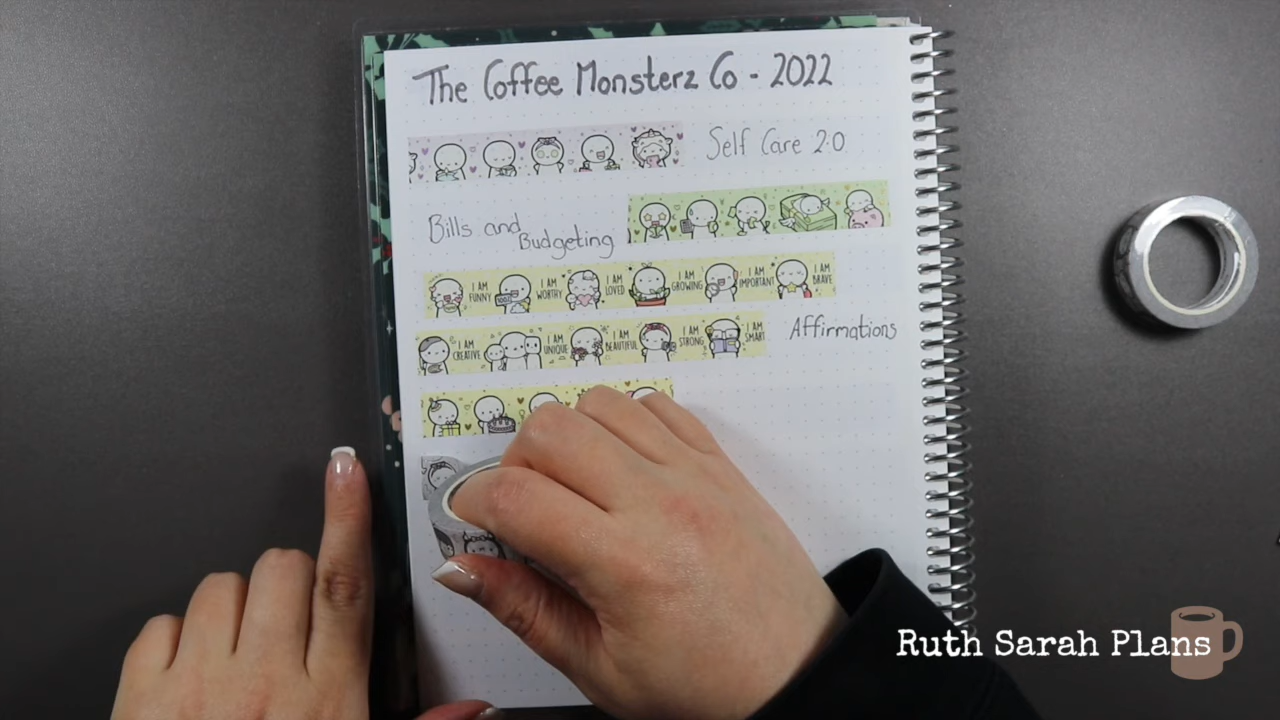 The Coffee Monsterz Co - 2022
Self Care 2.0
Bills and
Budgeting
I AM FUNNY I AM WORTHY I AM LOVED I AM GROWING I AM IMPORTANT I AM BRAVE
I AM CREATIVE I AM UNIQUE I AM BEAUTIFUL I AM STRONG I AM SMART
Affirmations
Ruth Sarah Plans